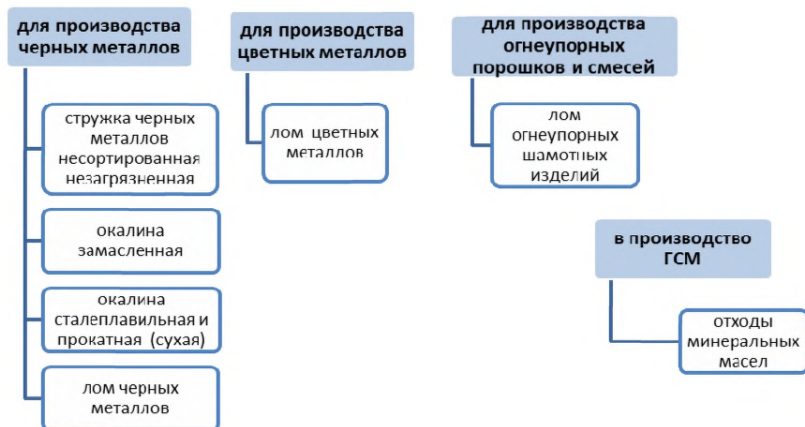 для производства
черных металлов
стружка черных
металлов
несортированная
незагрязненная
окалина
замасленная
окалина
сталеплавильная и
прокатная (сухая)
лом черных
металлов
для производства
цветных металлов
лом цветных
металлов
для производства
огнеупорных
порошков и смесей
лом
огнеупорных
шамотных
изделий
в производство
ГСМ
отходы
минеральных
масел